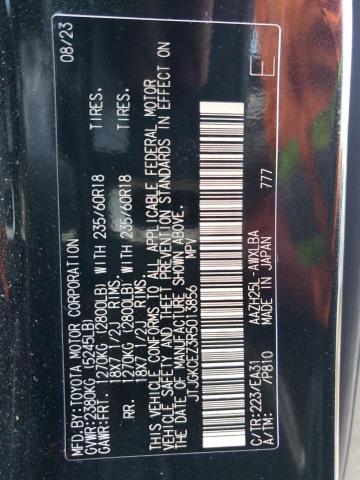 MFD.BY:TOYOTA MOTOR CORPORATION 08/23
GVWR:2380KG (5245LB)
GAWR:FRT. 1270KG (2800LB) WITH 235/60R18 TIRES.
18X7 1/2J RIMS
RR. 1270KG (2800LB) WITH 235/60R18 TIRES.
18X7 1/2J RIMS
THIS VEHICLE CONFORMS TO ALL APPLICABLE FEDERAL MOTOR
VEHICLE SAFETY AND THEFT PREVENTION STANDARDS IN EFFECT ON
THE DATE OF MANUFACTURE SHOWN ABOVE.
JTJGKCEZ3R5013856 MPV
C/TR:223/EA31 AAZH25L-AWXLBA
A/TM: /P810 MADE IN JAPAN 777